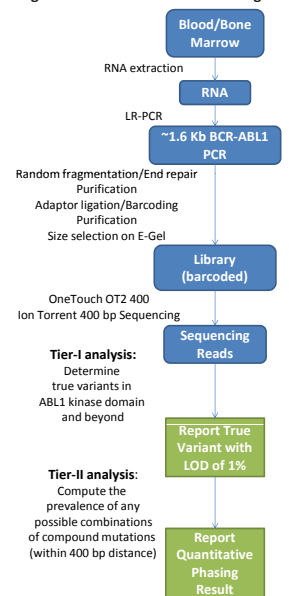 Blood/Bone
Marrow
RNA extraction
RNA
LR-PCR
~1.6 Kb BCR-ABL1
PCR
Random fragmentation/End repair
Purification
Adaptor ligation/Barcoding
Purification
Size selection on E-Gel
Library
(barcoded)
OneTouch OT2 400
Ion Torrent 400 bp Sequencing
Sequencing
Reads
Tier-I analysis:
Determine
true variants in
ABL1 kinase domain
and beyond
Report True
Variant with
LOD of 1%
Tier-II analysis:
Compute the
prevalence of any
possible combinations
of compound mutations
(within 400 bp distance)
Report
Quantitative
Phasing
Result